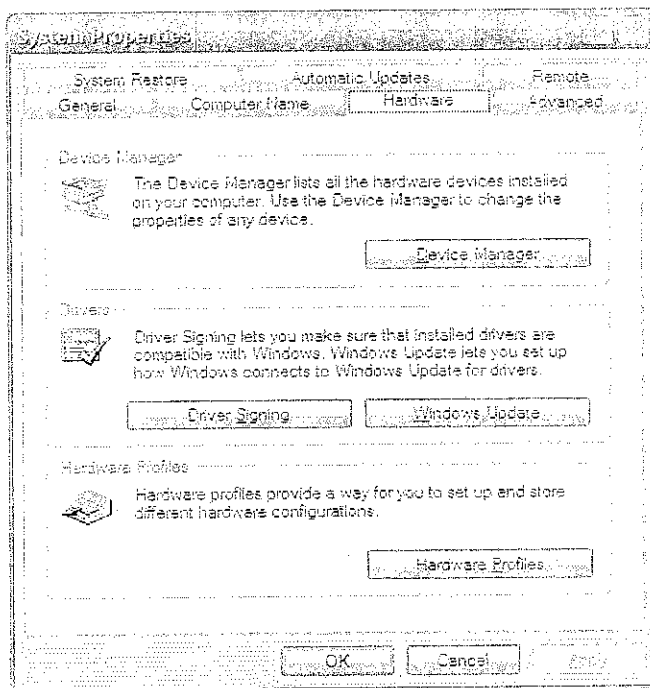 System Properties
System Restore Automatic Updates Remote
General Computer Name Hardware Advanced
Device Manager
The Device Manager lists all the hardware devices installed
on your computer. Use the Device Manager to change the
properties of any device.
Device Manager
Drivers
Driver Signing lets you make sure that installed drivers are
compatible with Windows. Windows Update lets you set up
how Windows connects to Windows Update for drivers.
Driver Signing Windows Update
Hardware Profiles
Hardware profiles provide a way for you to set up and store
different hardware configurations.
Hardware Profiles
OK Cancel Apply